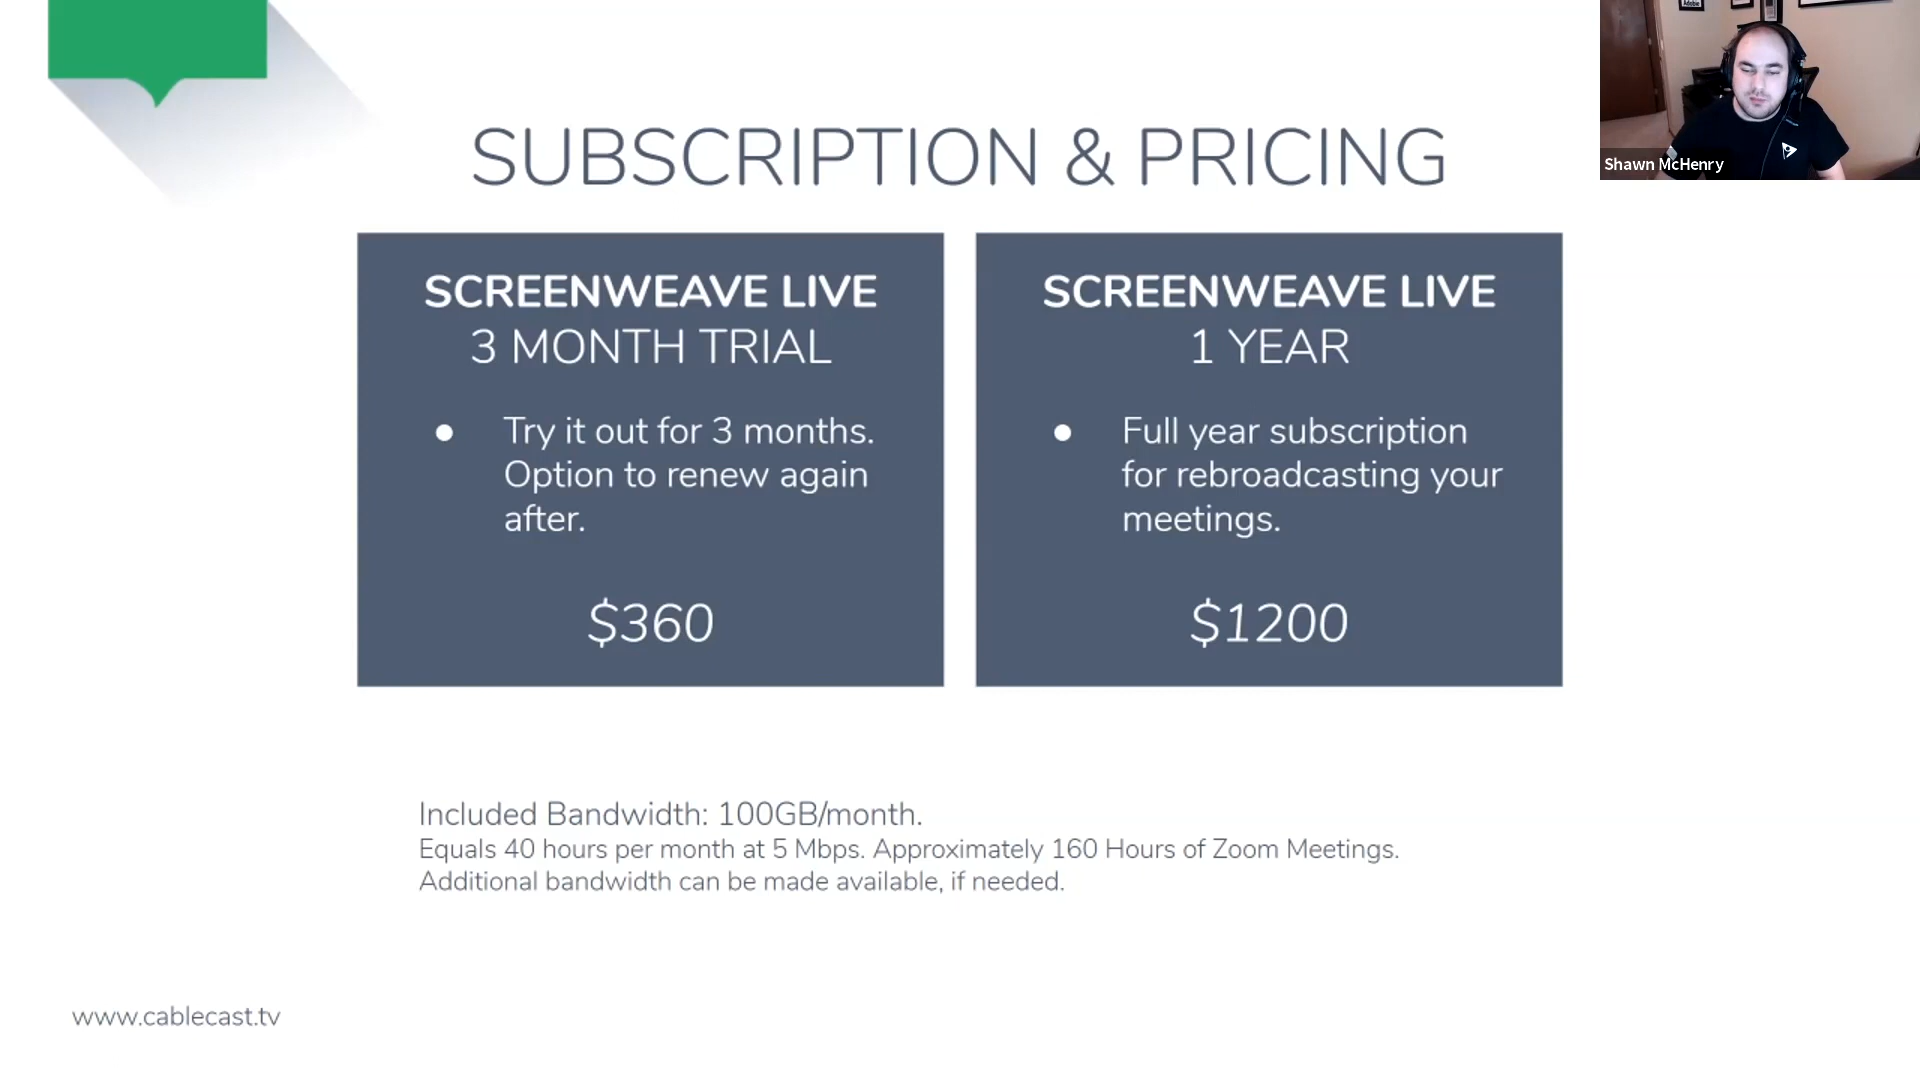 SUBSCRIPTION & PRICING
SCREENWEAVE LIVE
3 MONTH TRIAL
● Try it out for 3 months.
Option to renew again
after.
$360
SCREENWEAVE LIVE
1 YEAR
● Full year subscription
for rebroadcasting your
meetings.
$1200
Included Bandwidth: 100GB/month.
Equals 40 hours per month at 5 Mbps. Approximately 160 Hours of Zoom Meetings.
Additional bandwidth can be made available, if needed.
www.cablecast.tv
Adobe
Shawn McHenry